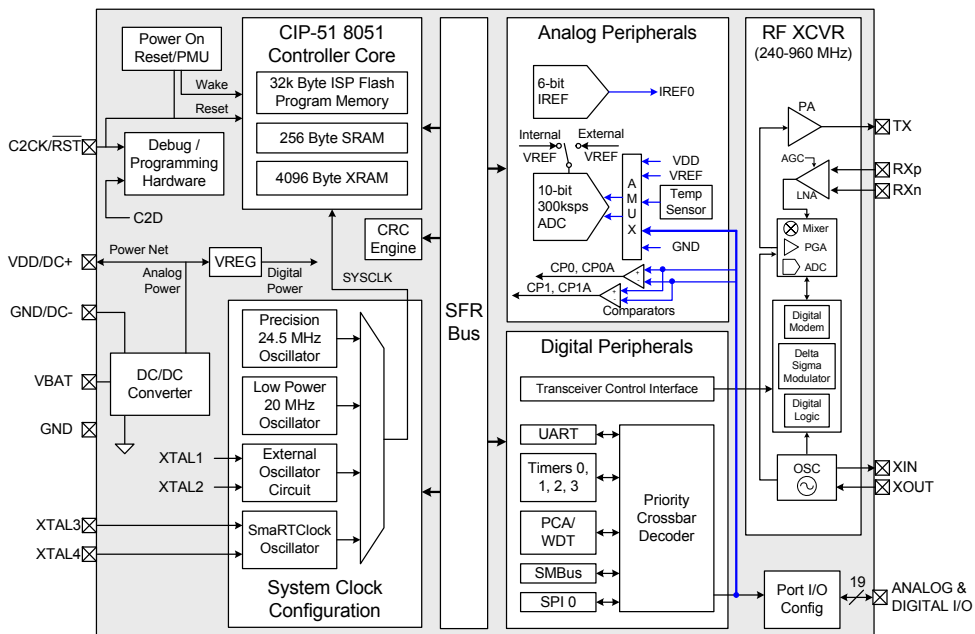 Power On
Reset/PMU
Wake
Reset
C2CK/RST
Debug /
Programming
Hardware
C2D
VDD/DC+
Power Net
Analog
Power
VREG
Digital
Power
GND/DC-
VBAT
DC/DC
Converter
GND
XTAL1
XTAL2
XTAL3
XTAL4
CIP-51 8051
Controller Core
32k Byte ISP Flash
Program Memory
256 Byte SRAM
4096 Byte XRAM
CRC
Engine
SYSCLK
Precision
24.5 MHz
Oscillator
Low Power
20 MHz
Oscillator
External
Oscillator
Circuit
SmaRTClock
Oscillator
System Clock
Configuration
SFR
Bus
Analog Peripherals
6-bit
IREF
IREF0
Internal
VREF
External
VREF
10-bit
300ksps
ADC
A
M
U
X
VDD
VREF
Temp
Sensor
GND
CP0, CP0A
+
-
CP1, CP1A
+
-
Comparators
Digital Peripherals
Transceiver Control Interface
UART
Timers 0,
1, 2, 3
PCA/
WDT
SMBus
SPI 0
Priority
Crossbar
Decoder
RF XCVR
(240-960 MHz)
PA
TX
AGC
LNA
RXp
RXn
Mixer
PGA
ADC
Digital
Modem
Delta
Sigma
Modulator
Digital
Logic
OSC
XIN
XOUT
Port I/O
Config
19
ANALOG &
DIGITAL I/O